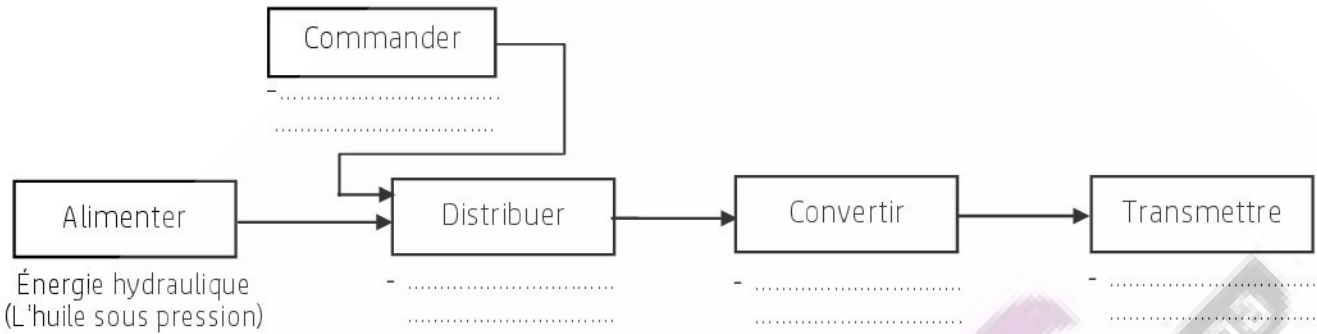 Commander
-..................................
..................................
Alimenter
Distribuer
Convertir
Transmettre
Énergie hydraulique
(L'huile sous pression)
- ................................
................................
- ................................
................................
- ................................
................................